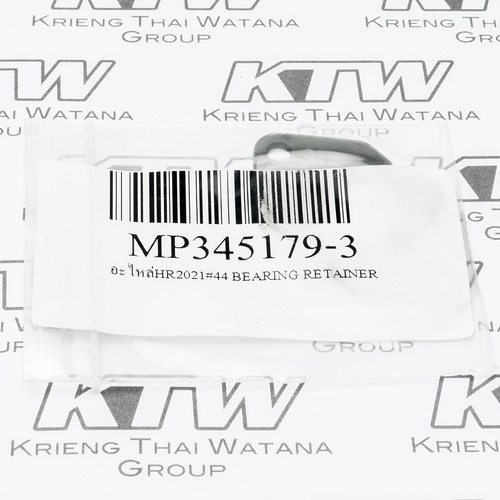 KRIENG THAI WATANA
GROUP
KRIENG THAI WATANA
GROUP
KTW
KTW
KRIENG THAI WATANA
GROUP
KTW
MP345179-3
อะไหล่HR2021#44 BEARING RETAINER
GROUP
KTW
KRIENG THAI WATANA
GROUP